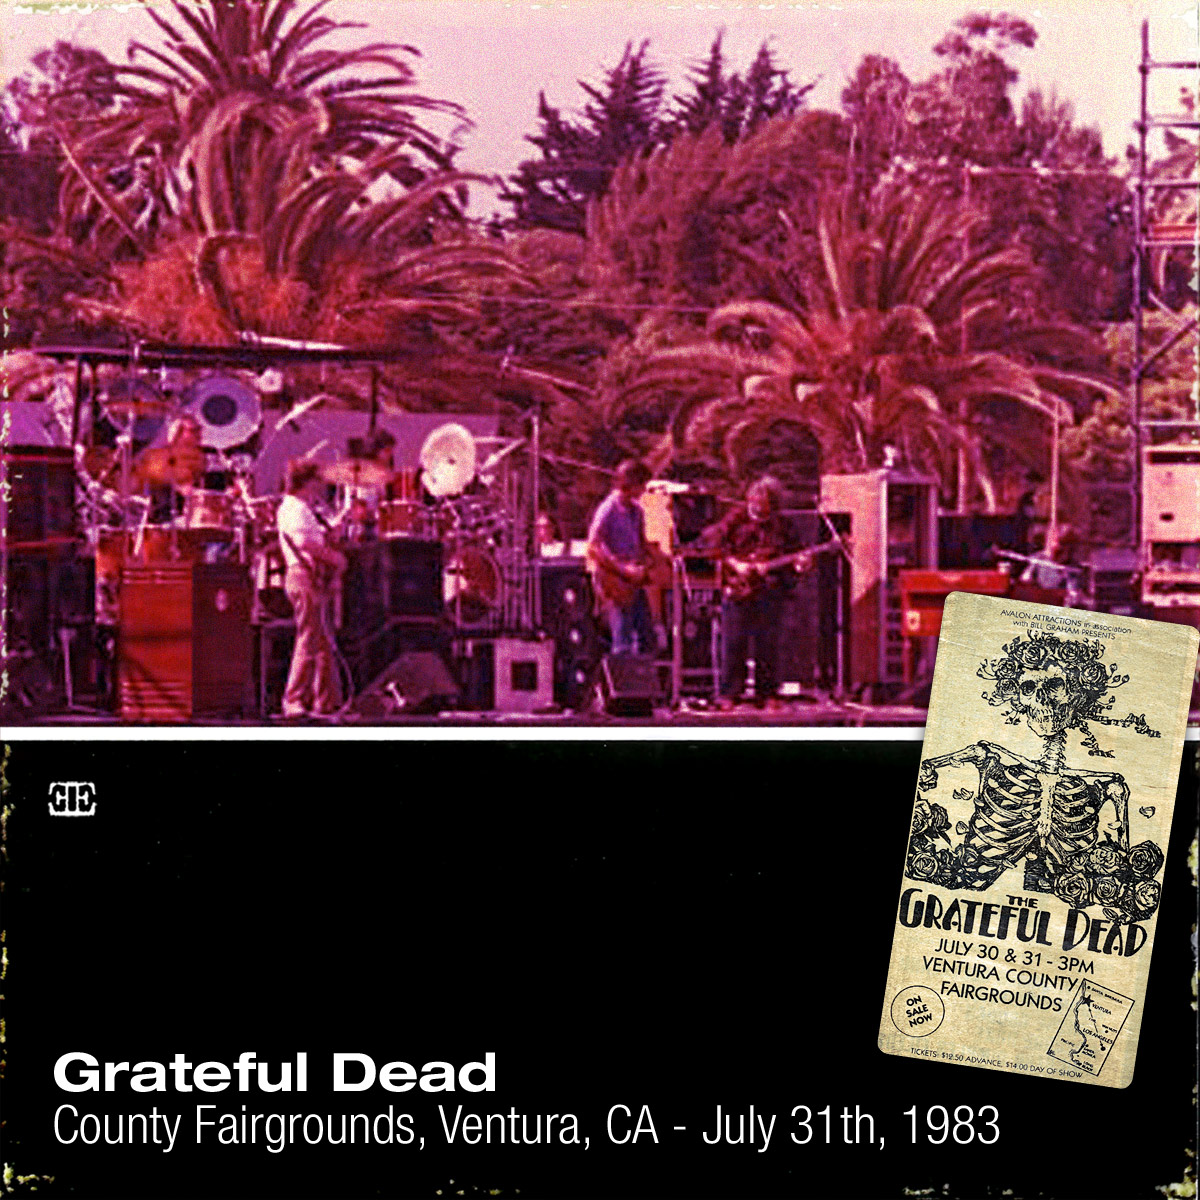 AVALON ATTRACTIONS in association
with BILL GRAHAM PRESENTS
THE
GRATEFUL DEAD
JULY 30 & 31 - 3PM
VENTURA COUNTY
FAIRGROUNDS
ON
SALE
NOW
SANTA BARBARA
VENTURA
LOS ANGELES
TICKETS: $12.50 ADVANCE, $14.00 DAY OF SHOW
Grateful Dead
County Fairgrounds, Ventura, CA - July 31th, 1983